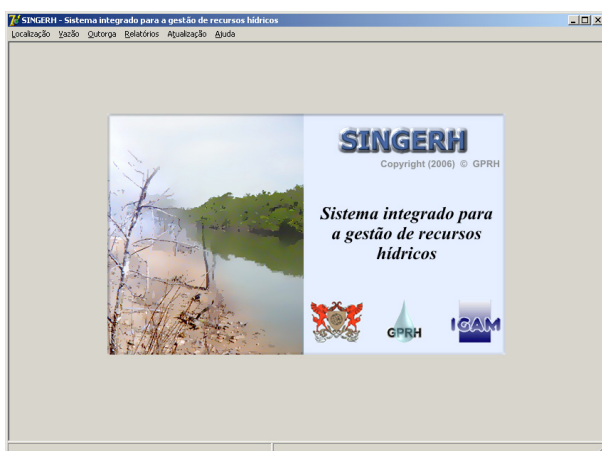 SINGERH - Sistema integrado para a gestão de recursos hídricos
Localização Vazão Outorga Relatórios Atualização Ajuda
SINGERH
Copyright (2006) © GPRH
Sistema integrado para
a gestão de recursos
hídricos
GPRH
IGAM